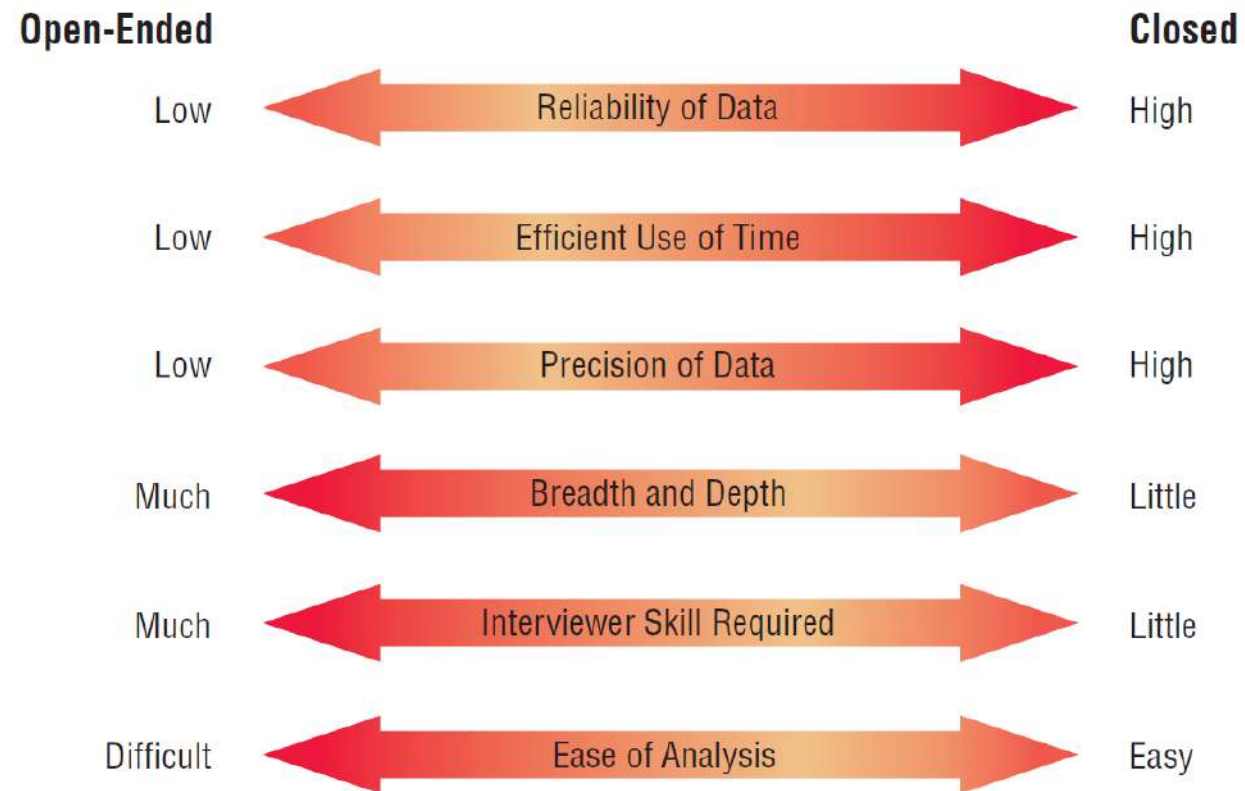 Open-Ended Closed
Low Reliability of Data High
Low Efficient Use of Time High
Low Precision of Data High
Much Breadth and Depth Little
Much Interviewer Skill Required Little
Difficult Ease of Analysis Easy